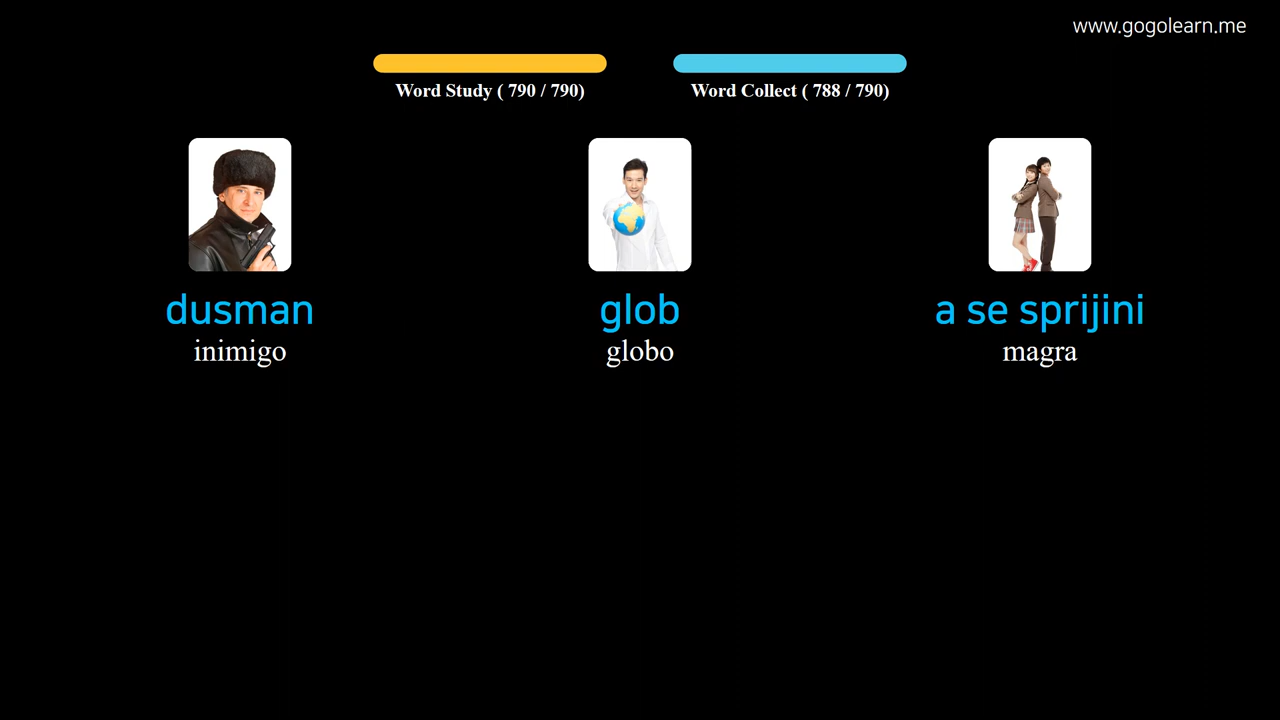 www.gogolearn.me
Word Study ( 790 / 790)
Word Collect ( 788 / 790)
dusman
inimigo
glob
globo
a se sprijini
magra